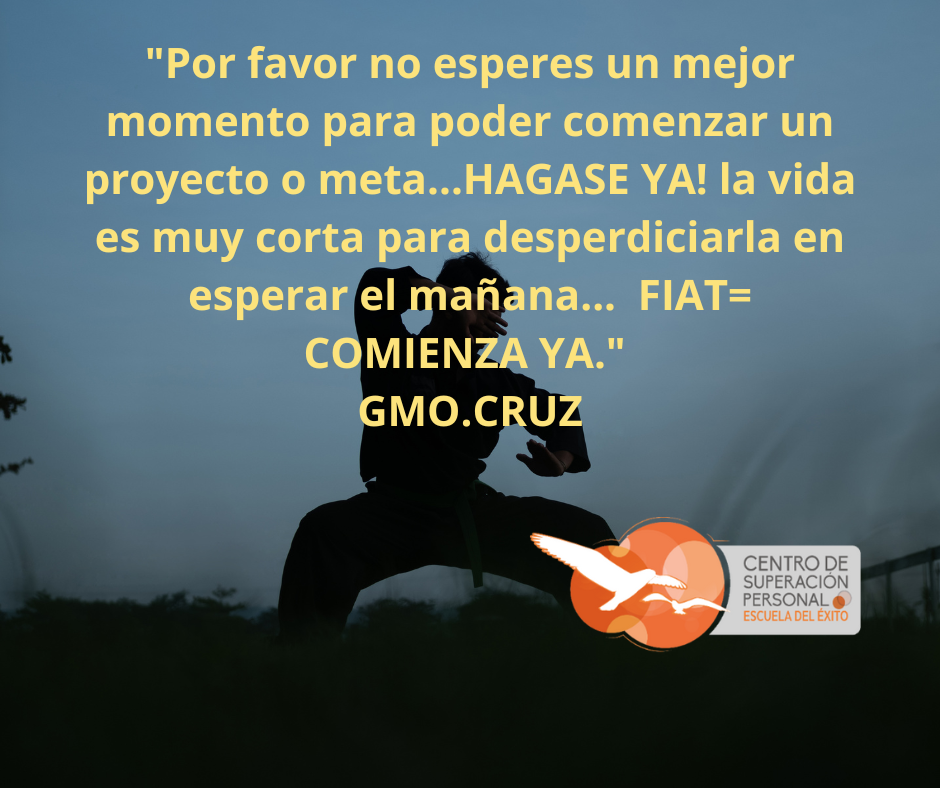 "Por favor no esperes un mejor
momento para poder comenzar un
proyecto o meta...HAGASE YA! la vida
es muy corta para desperdiciarla en
esperar el mañana...  FIAT=
COMIENZA YA."
GMO.CRUZ
CENTRO DE
SUPERACIÓN
PERSONAL
ESCUELA DEL ÉXITO